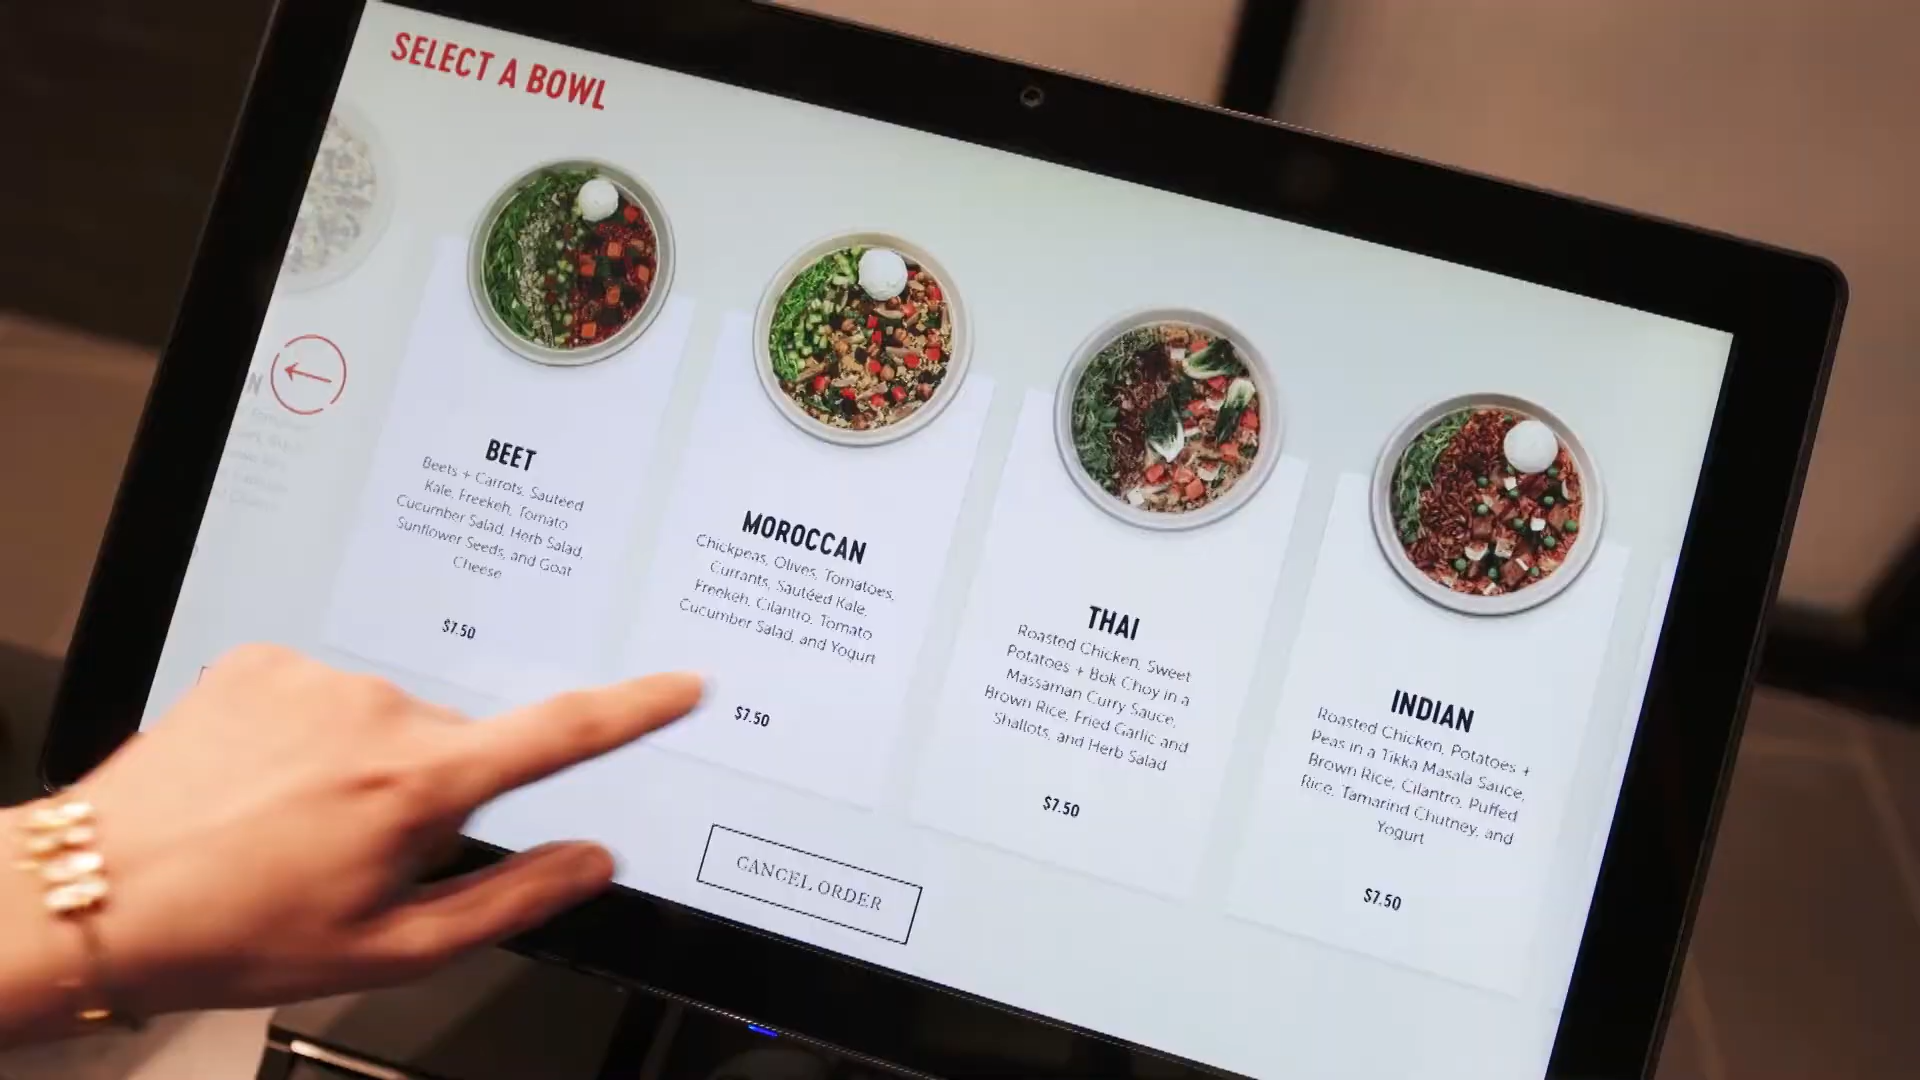 SELECT A BOWL
BEET
Beets + Carrots, Sauteed
Kale, Freekeh, Tomato
Cucumber Salad, Herb Salad,
Sunflower Seeds, and Goat
Cheese
$7.50
MOROCCAN
Chickpeas, Olives, Tomatoes,
Currants, Sautéed Kale,
Freekeh, Cilantro, Tomato
Cucumber Salad, and Yogurt
$7.50
THAI
Roasted Chicken, Sweet
Potatoes + Bok Choy in a
Massaman Curry Sauce,
Brown Rice, Fried Garlic and
Shallots, and Herb Salad
$7.50
INDIAN
Roasted Chicken, Potatoes +
Peas in a Tikka Masala Sauce,
Brown Rice, Cilantro, Puffed
Rice, Tamarind Chutney, and
Yogurt
$7.50
CANCEL ORDER